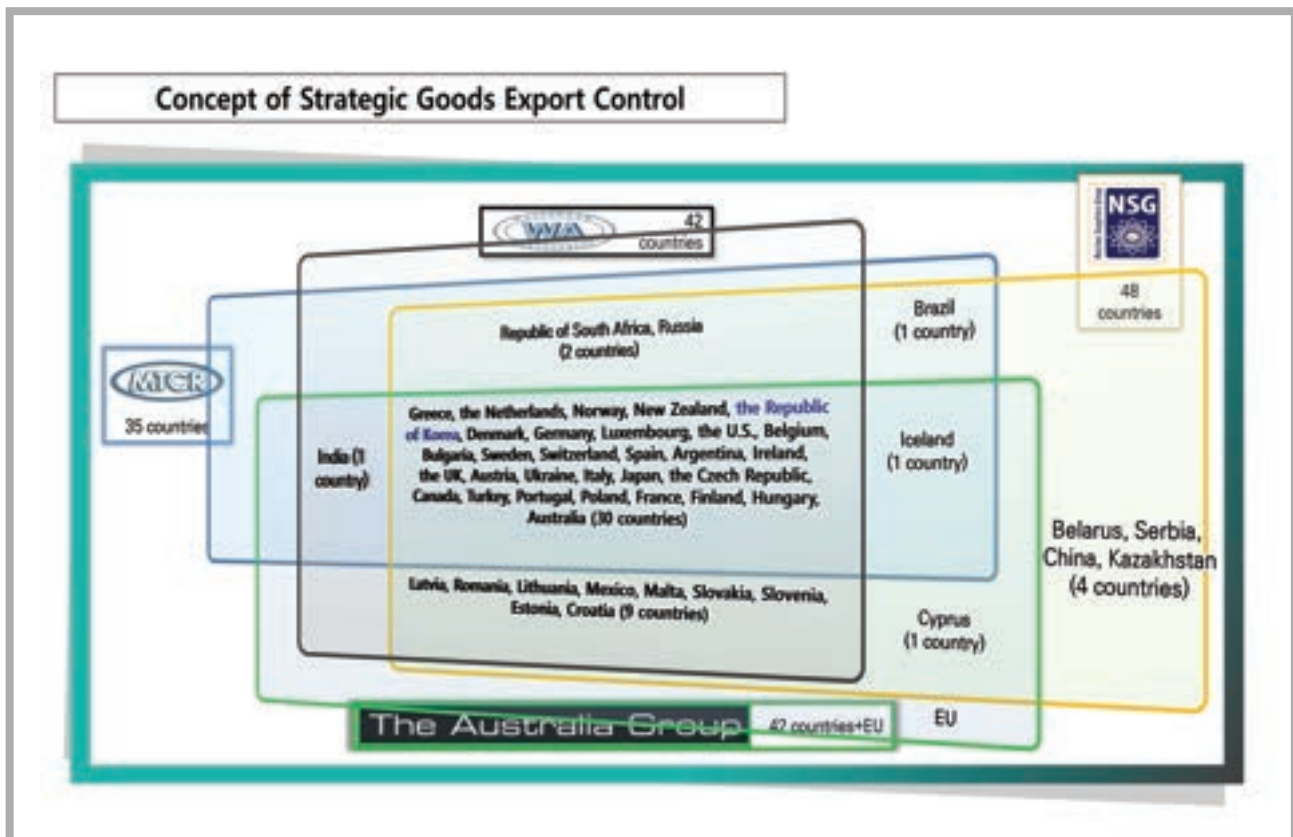 Concept of Strategic Goods Export Control
NSG
48
countries
WA
42
countries
MTCR
35 countries
Republic of South Africa, Russia
(2 countries)
Brazil
(1 country)
Greece, the Netherlands, Norway, New Zealand, the Republic
of Korea, Denmark, Germany, Luxembourg, the U.S., Belgium,
Bulgaria, Sweden, Switzerland, Spain, Argentina, Ireland,
the UK, Austria, Ukraine, Italy, Japan, the Czech Republic,
Canada, Turkey, Portugal, Poland, France, Finland, Hungary,
Australia (30 countries)
India (1
country)
Iceland
(1 country)
Belarus, Serbia,
China, Kazakhstan
(4 countries)
Latvia, Romania, Lithuania, Mexico, Malta, Slovakia, Slovenia,
Estonia, Croatia (9 countries)
Cyprus
(1 country)
The Australia Group
42 countries+EU
EU